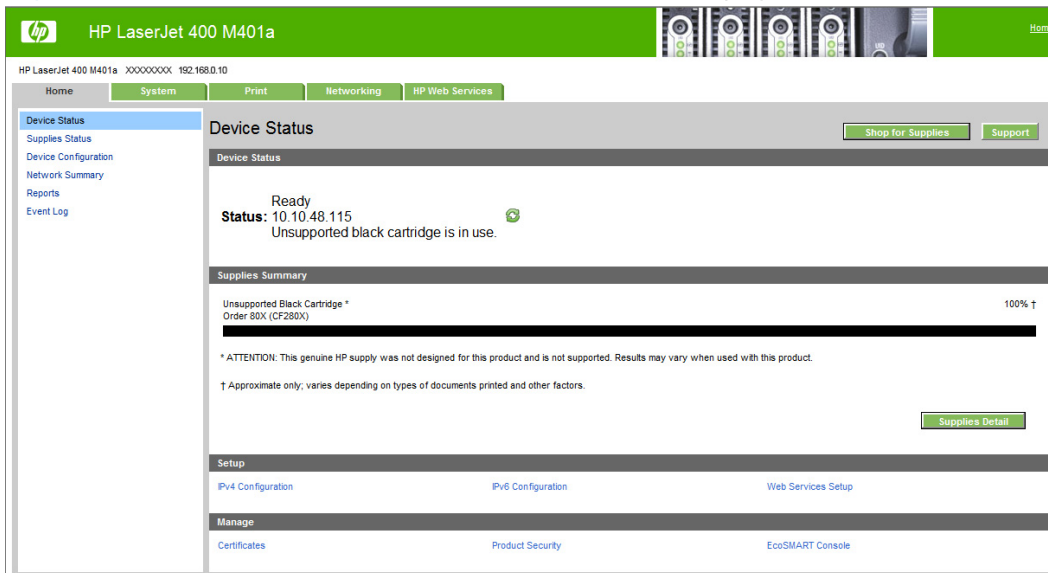 hp
HP LaserJet 400 M401a
HP LaserJet 400 M401a XXXXXXXX 192.168.0.10
Home System Print Networking HP Web Services
Device Status
Supplies Status
Device Configuration
Network Summary
Reports
Event Log
Device Status
Shop for Supplies Support
Device Status
Ready
Status: 10.10.48.115
Unsupported black cartridge is in use.
Supplies Summary
Unsupported Black Cartridge * 100% †
Order 80X (CF280X)
* ATTENTION: This genuine HP supply was not designed for this product and is not supported. Results may vary when used with this product.
† Approximate only; varies depending on types of documents printed and other factors.
Supplies Detail
Setup
IPv4 Configuration IPv6 Configuration Web Services Setup
Manage
Certificates Product Security EcoSMART Console